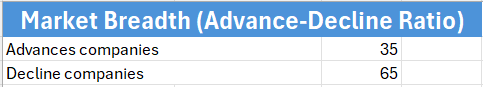 Market Breadth (Advance-Decline Ratio)
Advances companies 35
Decline companies 65